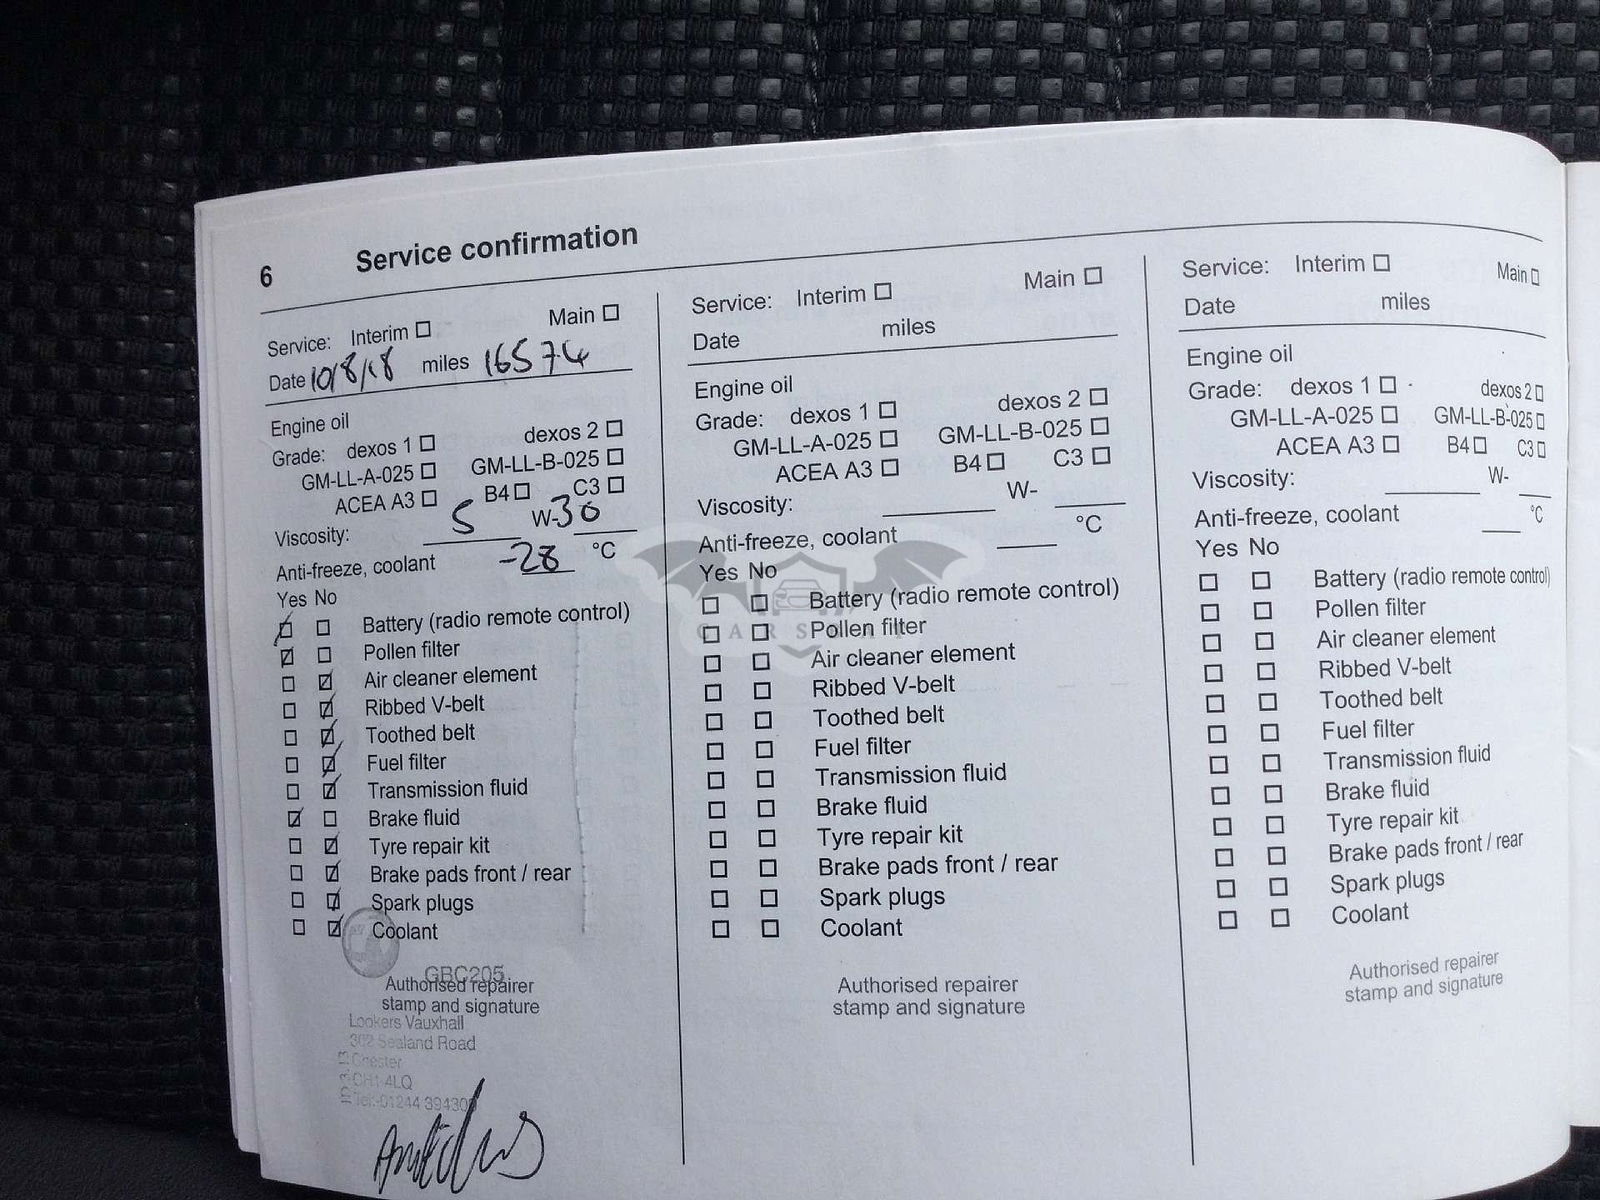 6 Service confirmation
Service: Interim Main
Date 10/8/18 miles 16574
Engine oil
Grade: dexos 1 dexos 2
GM-LL-A-025 GM-LL-B-025
ACEA A3 B4 C3
Viscosity: 5 W-30
Anti-freeze, coolant -28 °C
Yes No
Battery (radio remote control)
Pollen filter
Air cleaner element
Ribbed V-belt
Toothed belt
Fuel filter
Transmission fluid
Brake fluid
Tyre repair kit
Brake pads front / rear
Spark plugs
Coolant
GBC205
Authorised repairer
stamp and signature
Lookers Vauxhall
302 Sealand Road
Chester
CH1 4LQ
Tel:-01244 394300
Service: Interim Main
Date miles
Engine oil
Grade: dexos 1 dexos 2
GM-LL-A-025 GM-LL-B-025
ACEA A3 B4 C3
Viscosity: W-
Anti-freeze, coolant °C
Yes No
Battery (radio remote control)
Pollen filter
Air cleaner element
Ribbed V-belt
Toothed belt
Fuel filter
Transmission fluid
Brake fluid
Tyre repair kit
Brake pads front / rear
Spark plugs
Coolant
Authorised repairer
stamp and signature
Service: Interim Main
Date miles
Engine oil
Grade: dexos 1 dexos 2
GM-LL-A-025 GM-LL-B-025
ACEA A3 B4 C3
Viscosity: W-
Anti-freeze, coolant °C
Yes No
Battery (radio remote control)
Pollen filter
Air cleaner element
Ribbed V-belt
Toothed belt
Fuel filter
Transmission fluid
Brake fluid
Tyre repair kit
Brake pads front / rear
Spark plugs
Coolant
Authorised repairer
stamp and signature